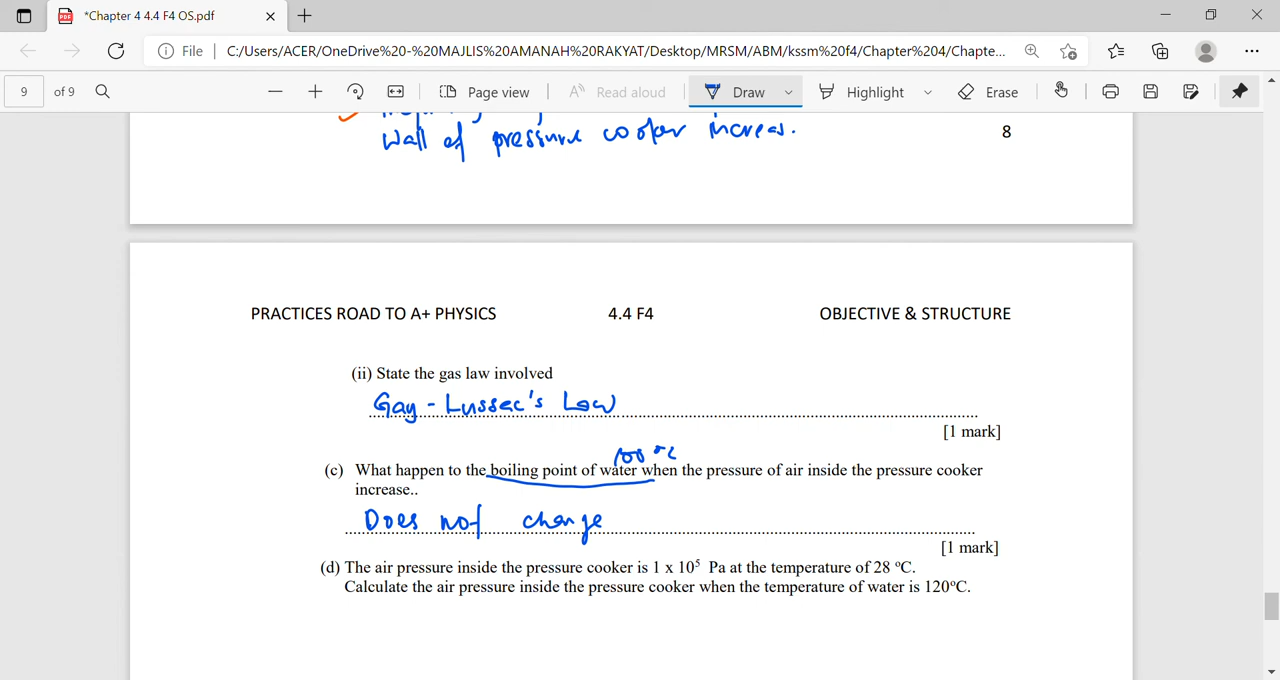 *Chapter 4 4.4 F4 OS.pdf
File C:/Users/ACER/OneDrive%20-%20MAJLIS%20AMANAH%20RAKYAT/Desktop/MRSM/ABM/kssm%20f4/Chapter%204/Chapte...
9 of 9 Page view Read aloud Draw Highlight Erase
Wall of pressure cooker increas.
8
PRACTICES ROAD TO A+ PHYSICS 4.4 F4 OBJECTIVE & STRUCTURE
(ii) State the gas law involved
Gay - Lussac's Law
[1 mark]
100 °C
(c) What happen to the boiling point of water when the pressure of air inside the pressure cooker
increase..
Does not change
[1 mark]
(d) The air pressure inside the pressure cooker is 1 x 10⁵ Pa at the temperature of 28 °C.
Calculate the air pressure inside the pressure cooker when the temperature of water is 120°C.